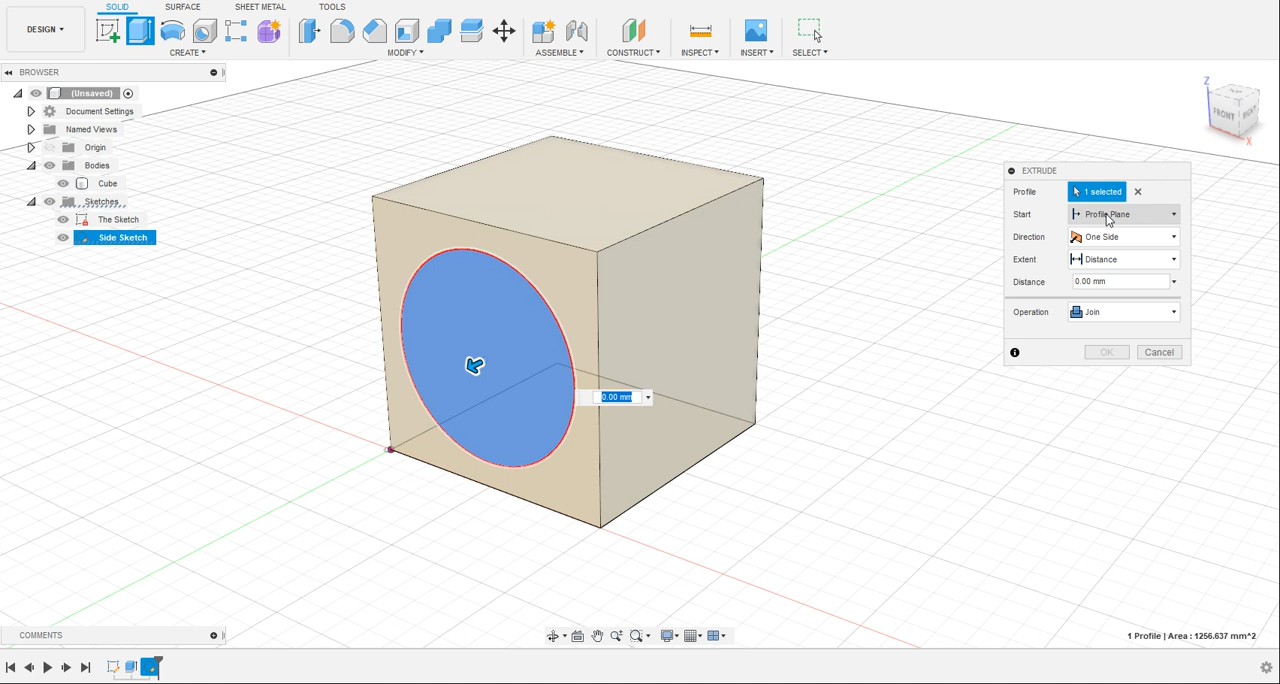 SOLID SURFACE SHEET METAL TOOLS
DESIGN
CREATE MODIFY ASSEMBLE CONSTRUCT INSPECT INSERT SELECT
BROWSER
(Unsaved)
Document Settings
Named Views
Origin
Bodies
Cube
Sketches
The Sketch
Side Sketch
Z
FRONT RIGHT
X
EXTRUDE
Profile 1 selected
Start Profile Plane
Direction One Side
Extent Distance
Distance 0.00 mm
Operation Join
OK Cancel
0.00 mm
COMMENTS
1 Profile | Area : 1256.637 mm^2